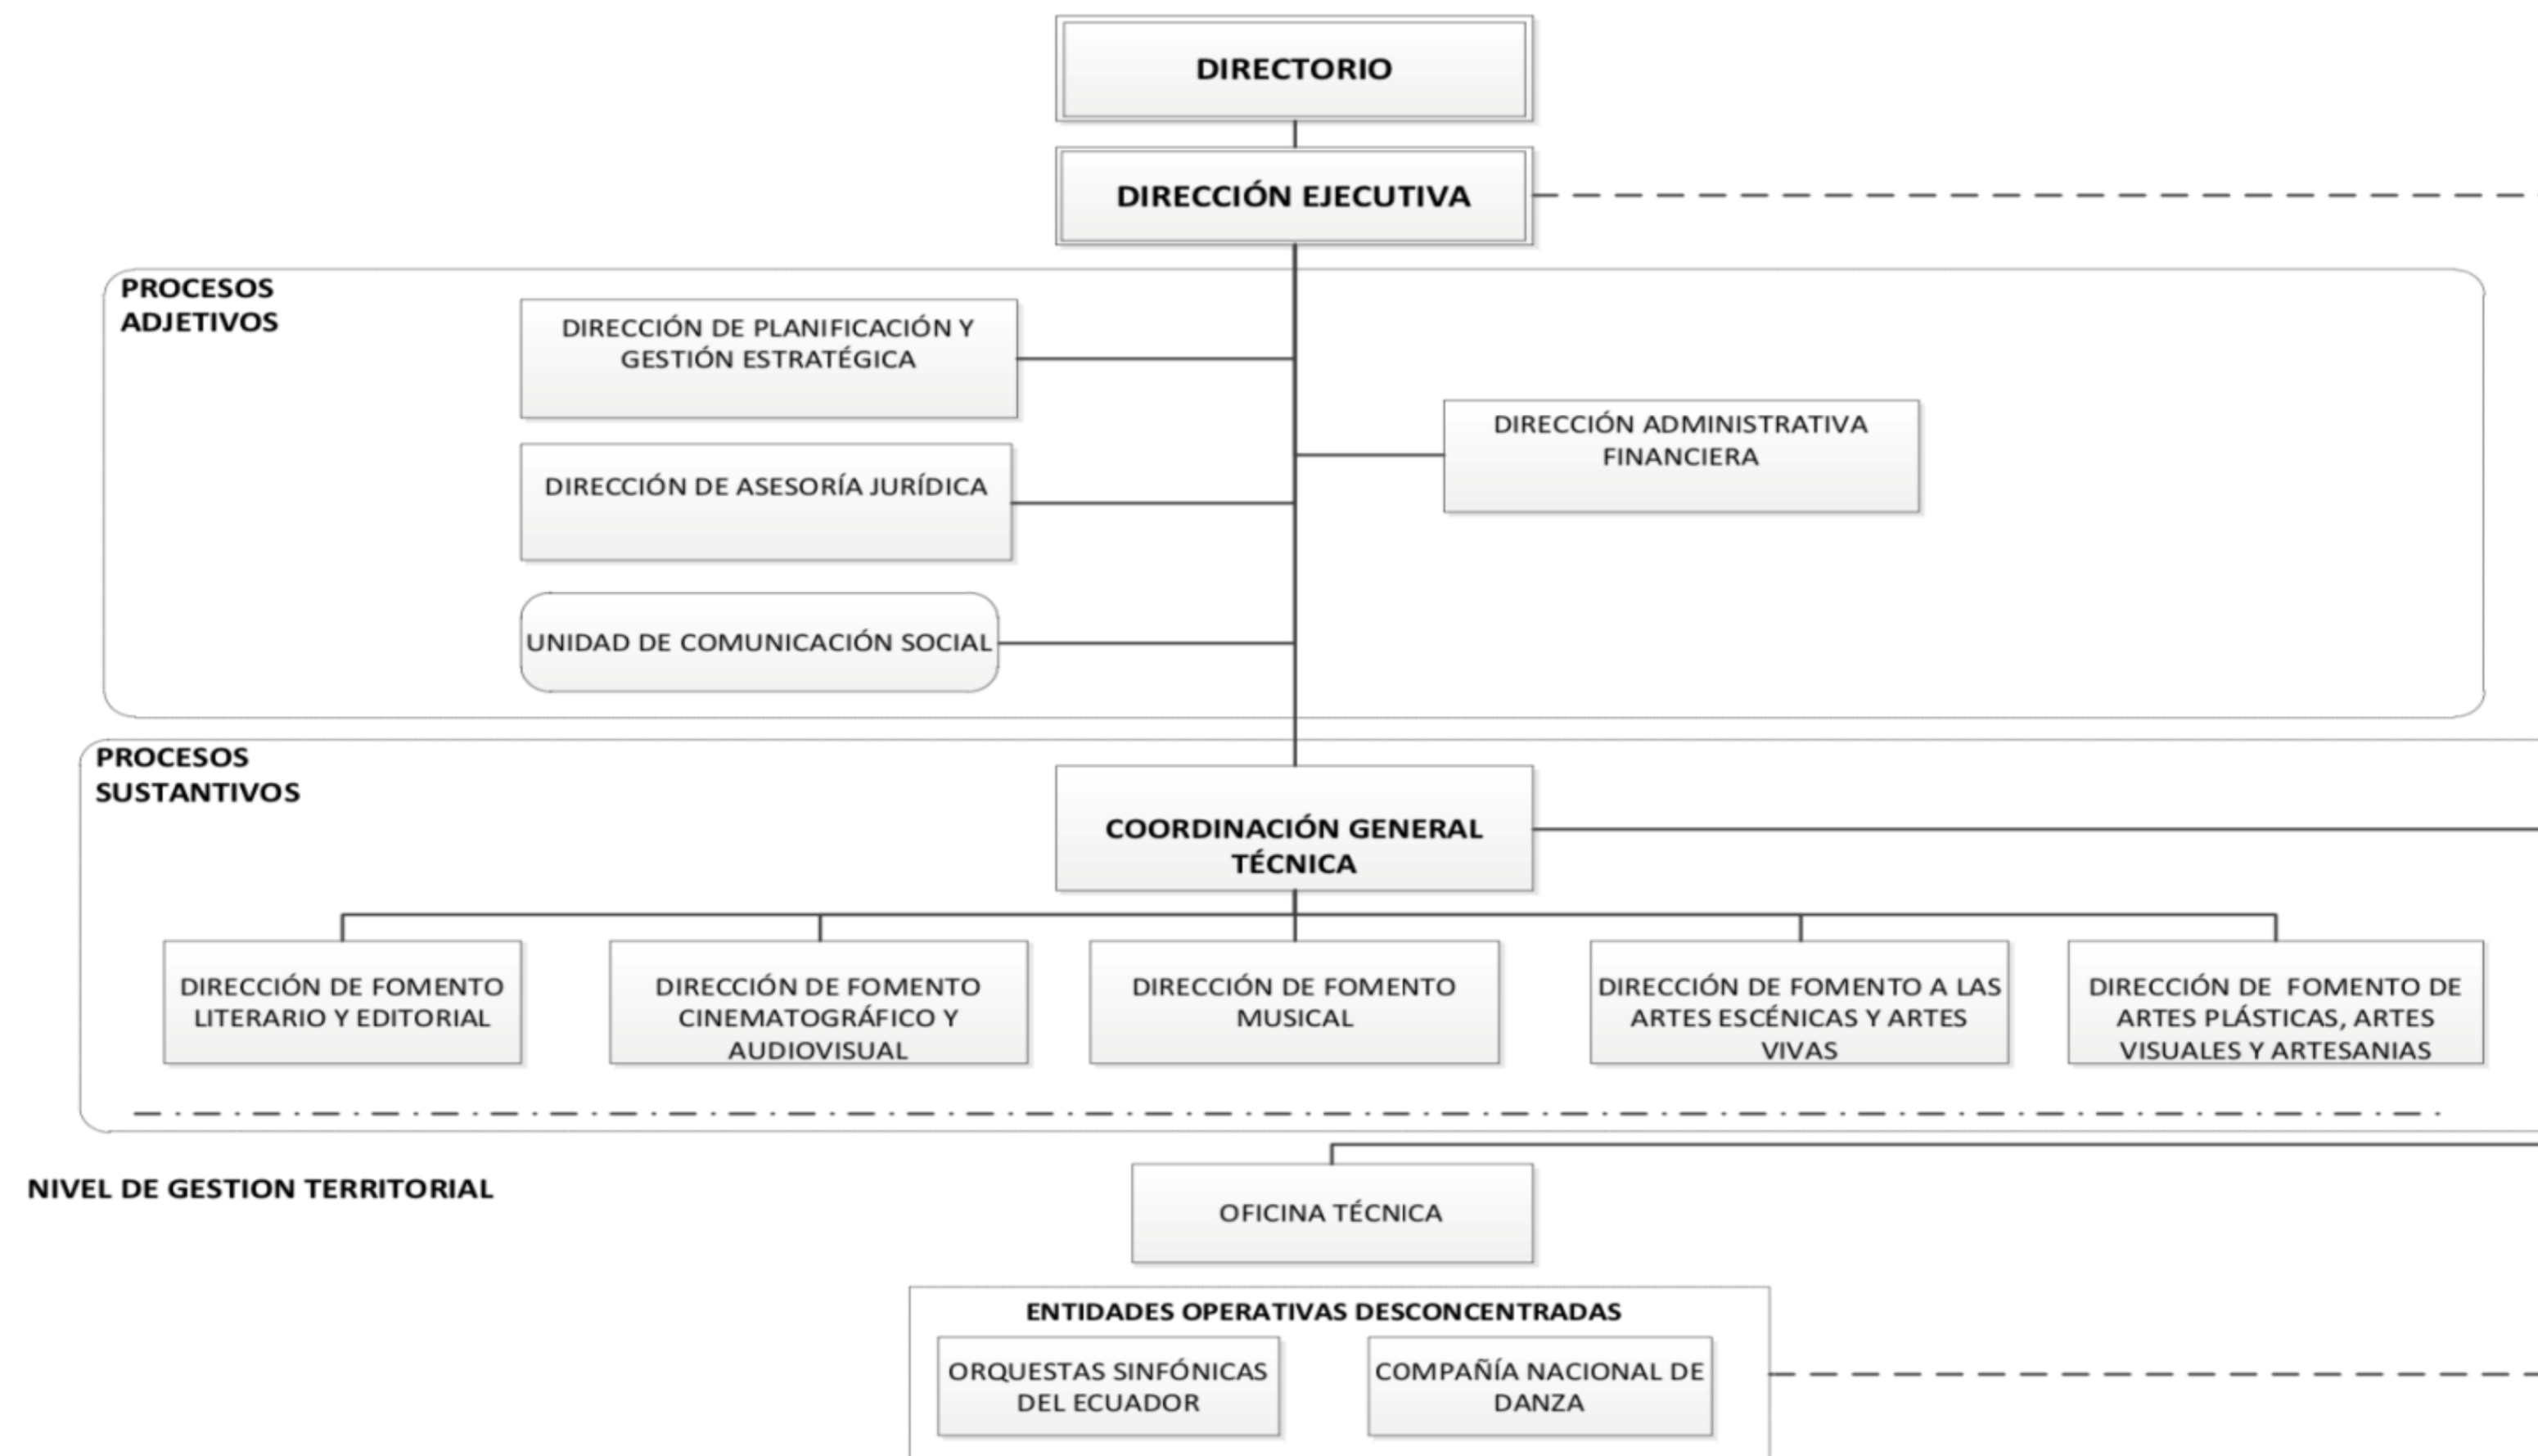 DIRECTORIO
DIRECCIÓN EJECUTIVA
PROCESOS
ADJETIVOS
DIRECCIÓN DE PLANIFICACIÓN Y
GESTIÓN ESTRATÉGICA
DIRECCIÓN ADMINISTRATIVA
FINANCIERA
DIRECCIÓN DE ASESORÍA JURÍDICA
UNIDAD DE COMUNICACIÓN SOCIAL
PROCESOS
SUSTANTIVOS
COORDINACIÓN GENERAL
TÉCNICA
DIRECCIÓN DE FOMENTO
LITERARIO Y EDITORIAL
DIRECCIÓN DE FOMENTO
CINEMATOGRÁFICO Y
AUDIOVISUAL
DIRECCIÓN DE FOMENTO
MUSICAL
DIRECCIÓN DE FOMENTO A LAS
ARTES ESCÉNICAS Y ARTES
VIVAS
DIRECCIÓN DE  FOMENTO DE
ARTES PLÁSTICAS, ARTES
VISUALES Y ARTESANIAS
NIVEL DE GESTION TERRITORIAL
OFICINA TÉCNICA
ENTIDADES OPERATIVAS DESCONCENTRADAS
ORQUESTAS SINFÓNICAS
DEL ECUADOR
COMPAÑÍA NACIONAL DE
DANZA